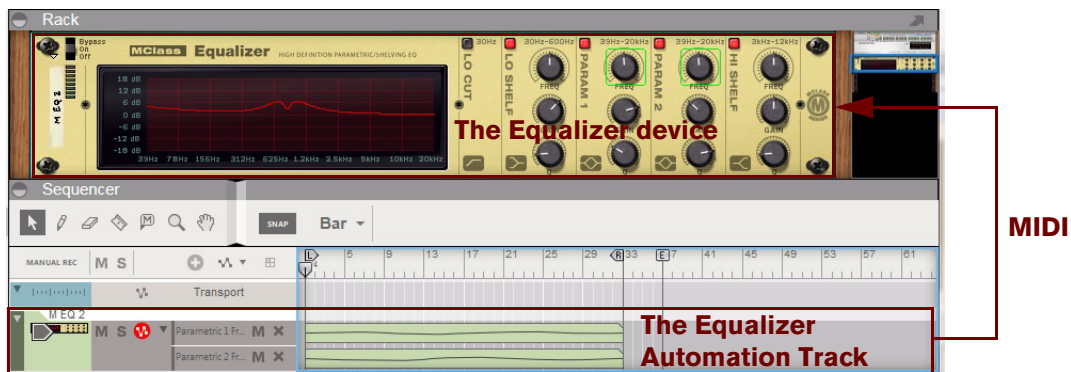 Rack
Bypass
On
Off
MClass Equalizer HIGH DEFINITION PARAMETRIC/SHELVING EQ
M EQ 2
18 dB
12 dB
6 dB
0 dB
-6 dB
-12 dB
-18 dB
39Hz 78Hz 156Hz 312Hz 625Hz 1.2kHz 2.5kHz 5kHz 10kHz 20kHz
30Hz 30Hz-600Hz 39Hz-20kHz 39Hz-20kHz 3kHz-12kHz
LO CUT
LO SHELF
PARAM 1
PARAM 2
HI SHELF
FREQ FREQ FREQ FREQ
GAIN
Q Q Q Q
The Equalizer device
MIDI
Sequencer
SNAP Bar
MANUAL REC M S
L 5 9 13 17 21 25 29 R 33 E 37 41 45 49 53 57 61
Transport
M EQ 2
M S Parametric 1 Fr... M
Parametric 2 Fr... M
The Equalizer
Automation Track